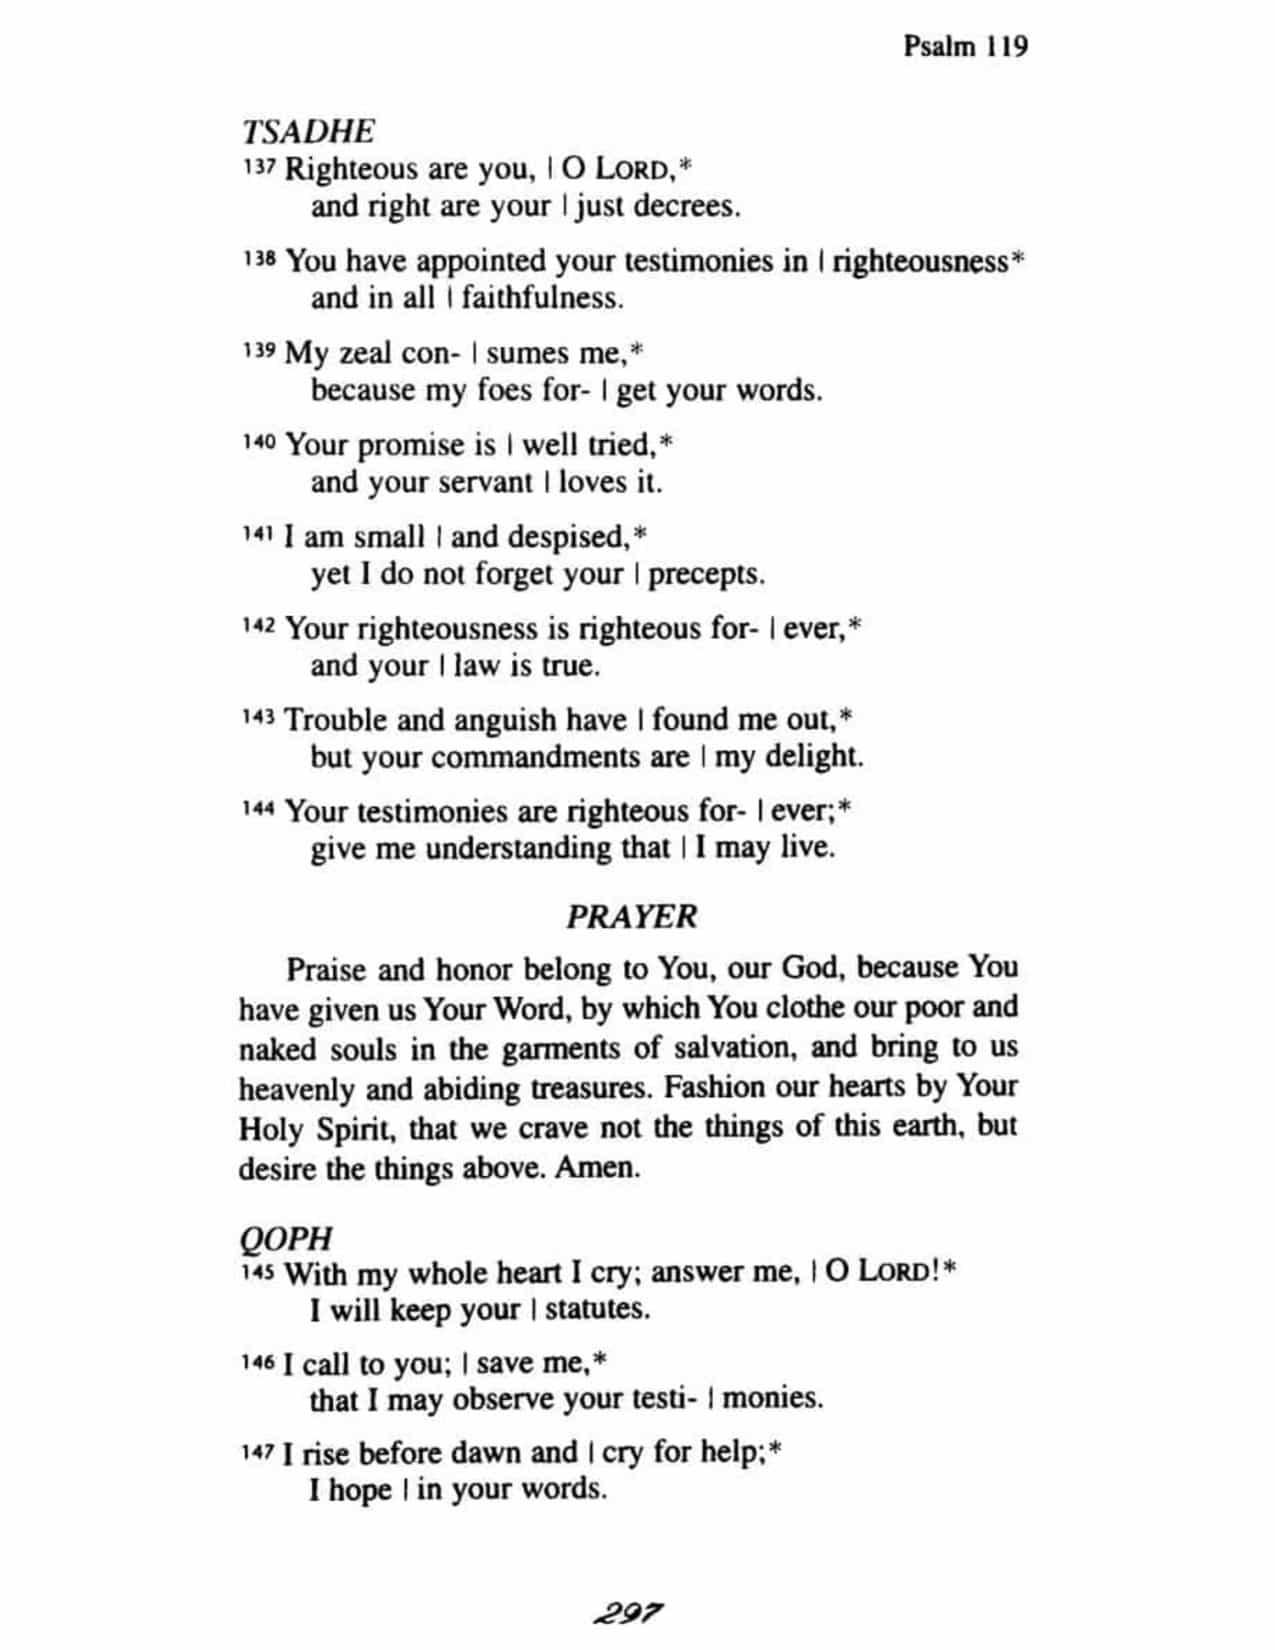 Psalm 119
TSADHE
137 Righteous are you, | O LORD,*
and right are your | just decrees.
138 You have appointed your testimonies in | righteousness*
and in all | faithfulness.
139 My zeal con- | sumes me,*
because my foes for- | get your words.
140 Your promise is | well tried,*
and your servant | loves it.
141 I am small | and despised,*
yet I do not forget your | precepts.
142 Your righteousness is righteous for- | ever,*
and your | law is true.
143 Trouble and anguish have | found me out,*
but your commandments are | my delight.
144 Your testimonies are righteous for- | ever;*
give me understanding that | I may live.
PRAYER
Praise and honor belong to You, our God, because You
have given us Your Word, by which You clothe our poor and
naked souls in the garments of salvation, and bring to us
heavenly and abiding treasures. Fashion our hearts by Your
Holy Spirit, that we crave not the things of this earth, but
desire the things above. Amen.
QOPH
145 With my whole heart I cry; answer me, | O LORD!*
I will keep your | statutes.
146 I call to you; | save me,*
that I may observe your testi- | monies.
147 I rise before dawn and | cry for help;*
I hope | in your words.
297